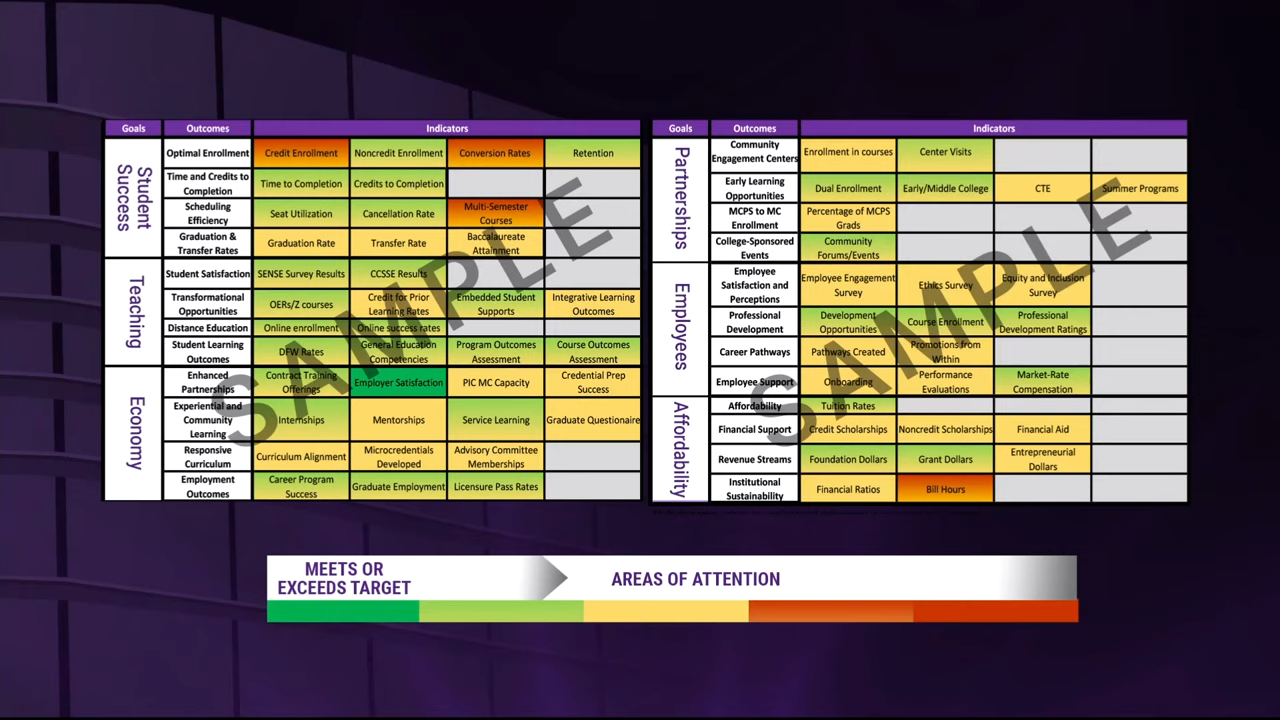 Goals Outcomes Indicators
Student Success
Optimal Enrollment Credit Enrollment Noncredit Enrollment Conversion Rates Retention
Time and Credits to Completion Time to Completion Credits to Completion
Scheduling Efficiency Seat Utilization Cancellation Rate Multi-Semester Courses
Graduation & Transfer Rates Graduation Rate Transfer Rate Baccalaureate Attainment
Teaching
Student Satisfaction SENSE Survey Results CCSSE Results
Transformational Opportunities OERs/Z courses Credit for Prior Learning Rates Embedded Student Supports Integrative Learning Outcomes
Distance Education Online enrollment Online success rates
Student Learning Outcomes DFW Rates General Education Competencies Program Outcomes Assessment Course Outcomes Assessment
Economy
Enhanced Partnerships Contract Training Offerings Employer Satisfaction PIC MC Capacity Credential Prep Success
Experiential and Community Learning Internships Mentorships Service Learning Graduate Questionaire
Responsive Curriculum Curriculum Alignment Microcredentials Developed Advisory Committee Memberships
Employment Outcomes Career Program Success Graduate Employment Licensure Pass Rates
SAMPLE
Goals Outcomes Indicators
Partnerships
Community Engagement Centers Enrollment in courses Center Visits
Early Learning Opportunities Dual Enrollment Early/Middle College CTE Summer Programs
MCPS to MC Enrollment Percentage of MCPS Grads
College-Sponsored Events Community Forums/Events
Employees
Employee Satisfaction and Perceptions Employee Engagement Survey Ethics Survey Equity and Inclusion Survey
Professional Development Development Opportunities Course Enrollment Professional Development Ratings
Career Pathways Pathways Created Promotions from Within
Employee Support Onboarding Performance Evaluations Market-Rate Compensation
Affordability
Affordability Tuition Rates
Financial Support Credit Scholarships Noncredit Scholarships Financial Aid
Revenue Streams Foundation Dollars Grant Dollars Entrepreneurial Dollars
Institutional Sustainability Financial Ratios Bill Hours
SAMPLE
MEETS OR
EXCEEDS TARGET
AREAS OF ATTENTION